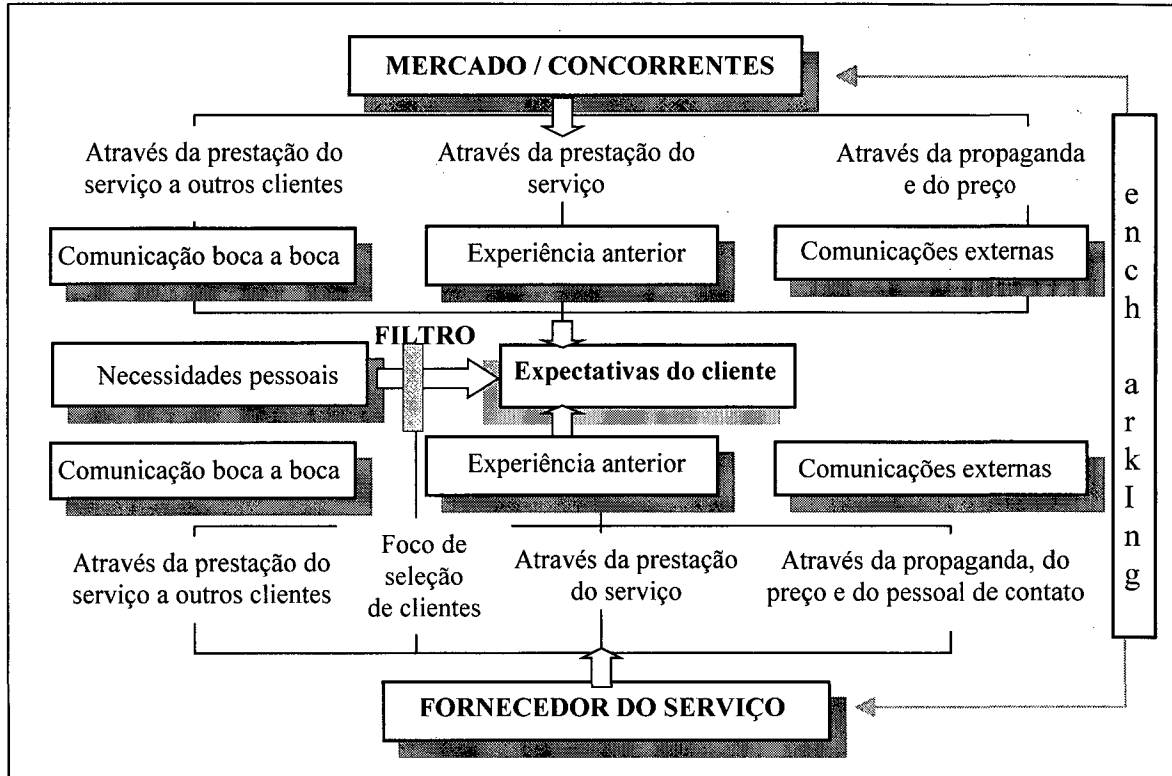 MERCADO / CONCORRENTES
Através da prestação do
serviço a outros clientes
Através da prestação do
serviço
Através da propaganda
e do preço
Comunicação boca a boca
Experiência anterior
Comunicações externas
FILTRO
Necessidades pessoais
Expectativas do cliente
Comunicação boca a boca
Experiência anterior
Comunicações externas
Através da prestação do
serviço a outros clientes
Foco de
seleção
de clientes
Através da prestação
do serviço
Através da propaganda, do
preço e do pessoal de contato
FORNECEDOR DO SERVIÇO
e
n
c
h
a
r
k
I
n
g